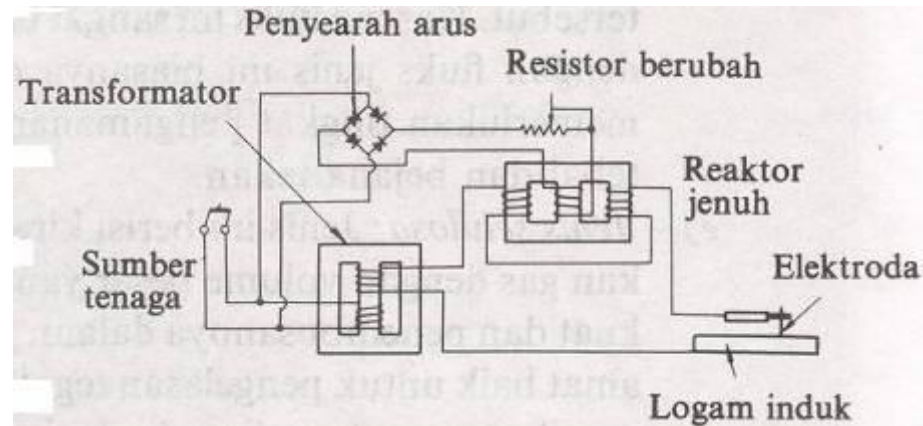 Penyearah arus
Resistor berubah
Transformator
Reaktor
jenuh
Sumber
tenaga
Elektroda
Logam induk